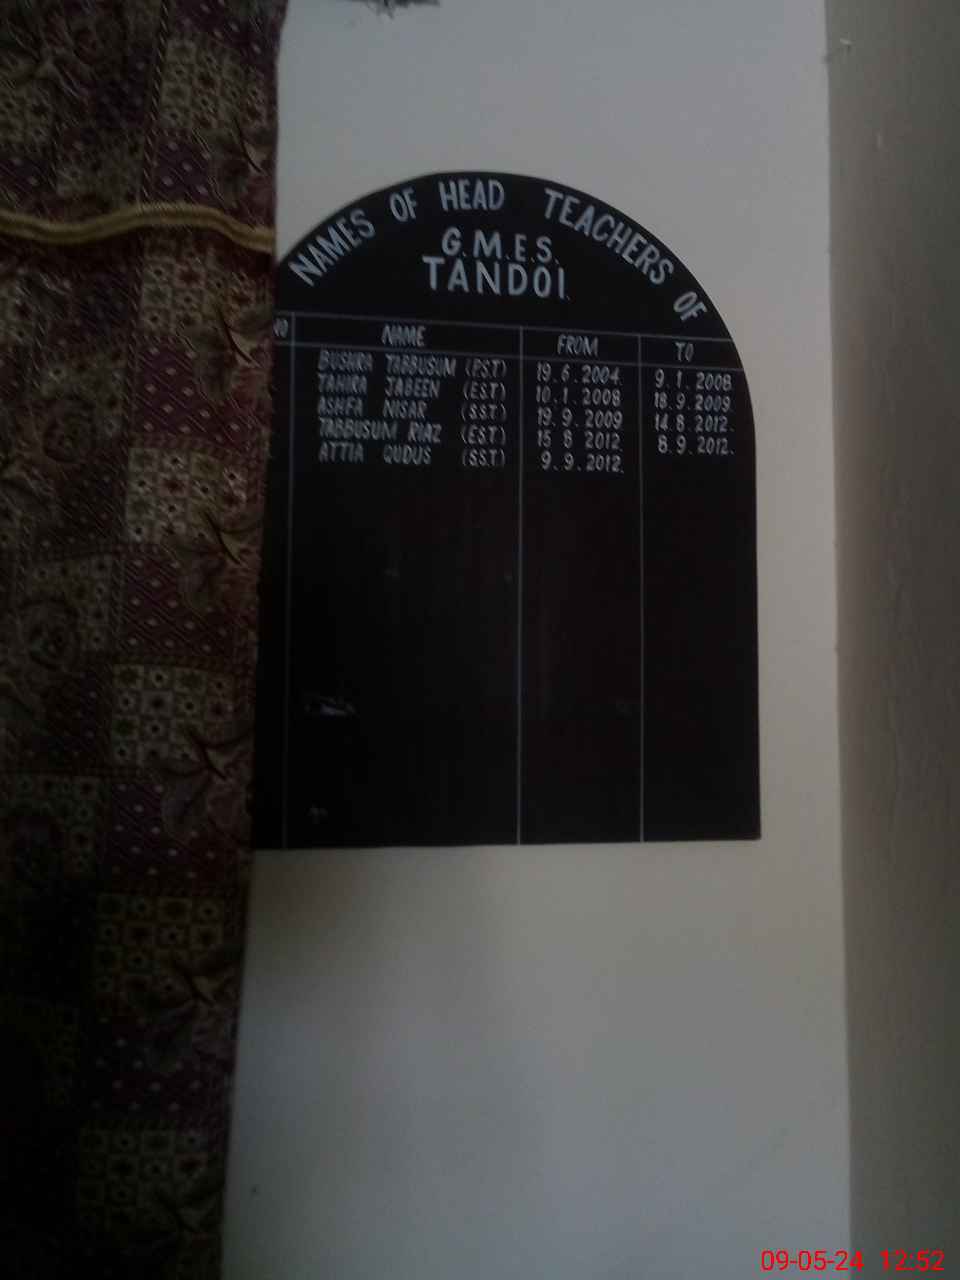 NAMES OF HEAD TEACHERS OF
G.M.E.S.
TANDOI.
NO NAME FROM TO
BUSHRA TABBUSUM (P.S.T) 19.6.2004. 9.1.2008
TAHIRA JABEEN (E.S.T) 10.1.2008 18.9.2009.
ASHFA NISAR (S.S.T) 19.9.2009 14.8.2012.
TABBUSUM RIAZ (E.S.T) 15 8 2012. 8.9.2012.
ATTIA QUDUS (S.S.T.) 9.9.2012.
09-05-24 12:52